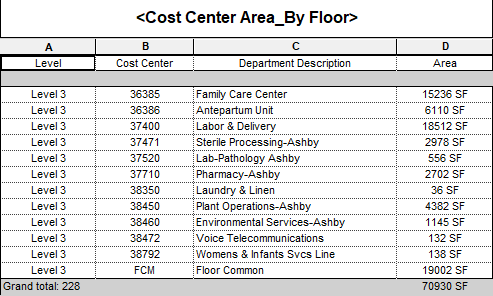 <Cost Center Area_By Floor>
A B C D
Level Cost Center Department Description Area
Level 3 36385 Family Care Center 15236 SF
Level 3 36386 Antepartum Unit 6110 SF
Level 3 37400 Labor & Delivery 18512 SF
Level 3 37471 Sterile Processing-Ashby 2978 SF
Level 3 37520 Lab-Pathology Ashby 556 SF
Level 3 37710 Pharmacy-Ashby 2702 SF
Level 3 38350 Laundry & Linen 36 SF
Level 3 38450 Plant Operations-Ashby 4382 SF
Level 3 38460 Environmental Services-Ashby 1145 SF
Level 3 38472 Voice Telecommunications 132 SF
Level 3 38792 Womens & Infants Svcs Line 138 SF
Level 3 FCM Floor Common 19002 SF
Grand total: 228 70930 SF